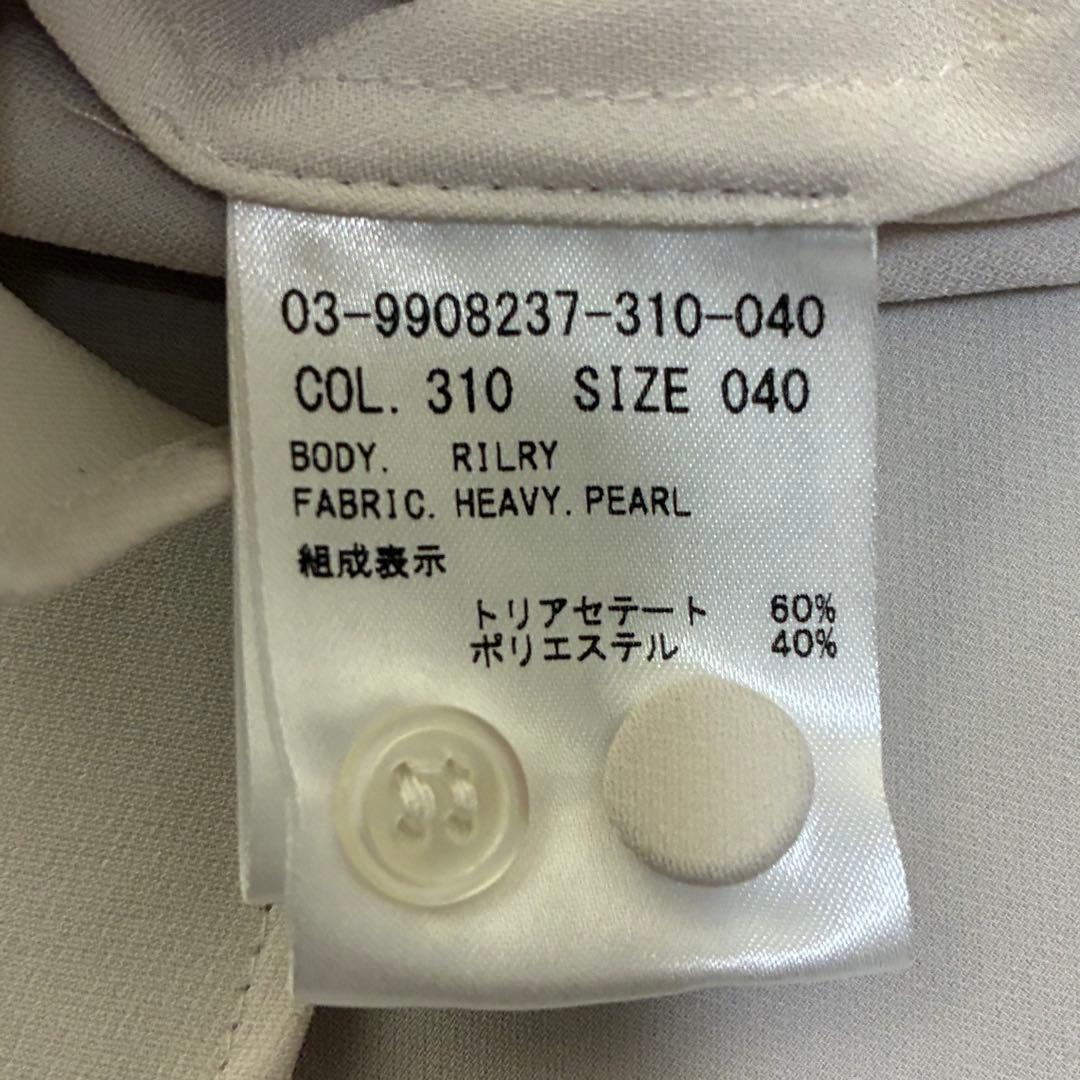 03-9908237-310-040
COL. 310 SIZE 040
BODY. RILRY
FABRIC. HEAVY. PEARL
組成表示
トリアセテート 60%
ポリエステル 40%